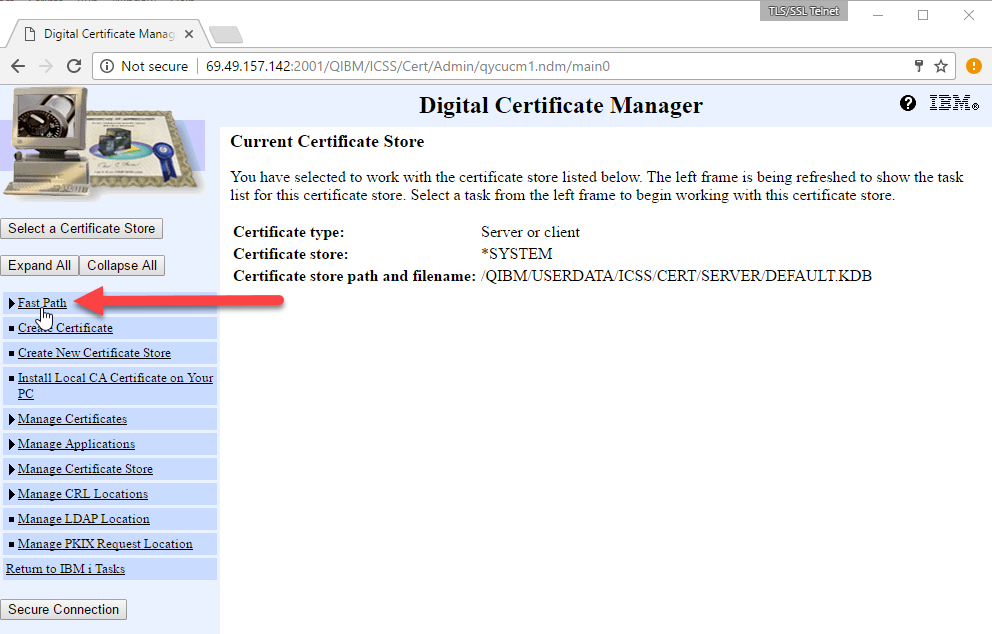 TLS/SSL Telnet
Digital Certificate Manag
Not secure
69.49.157.142:2001/QIBM/ICSS/Cert/Admin/qycucm1.ndm/main0
Digital Certificate Manager
IBM®
Current Certificate Store
You have selected to work with the certificate store listed below. The left frame is being refreshed to show the task
list for this certificate store. Select a task from the left frame to begin working with this certificate store.
Certificate type: Server or client
Certificate store: *SYSTEM
Certificate store path and filename: /QIBM/USERDATA/ICSS/CERT/SERVER/DEFAULT.KDB
Select a Certificate Store
Expand All Collapse All
Fast Path
Create Certificate
Create New Certificate Store
Install Local CA Certificate on Your
PC
Manage Certificates
Manage Applications
Manage Certificate Store
Manage CRL Locations
Manage LDAP Location
Manage PKIX Request Location
Return to IBM i Tasks
Secure Connection